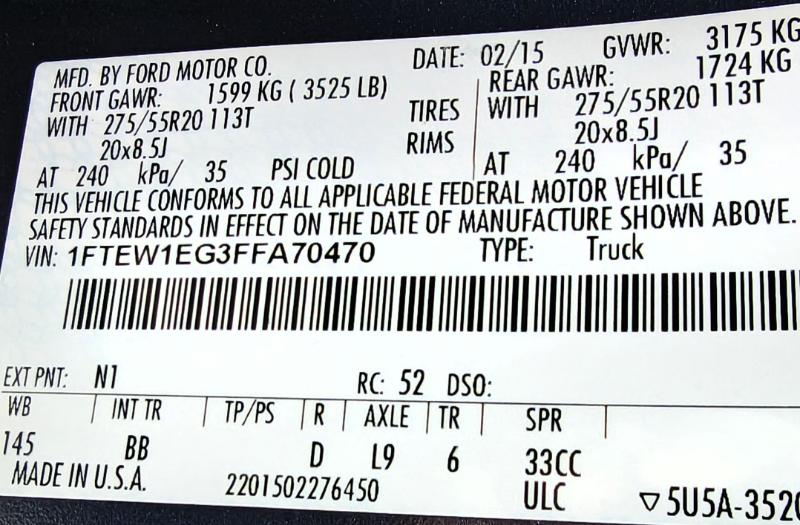 MFD. BY FORD MOTOR CO. DATE: 02/15 GVWR: 3175 KG
FRONT GAWR: 1599 KG ( 3525 LB) REAR GAWR: 1724 KG
WITH 275/55R20 113T TIRES WITH 275/55R20 113T
20x8.5J RIMS 20x8.5J
AT 240 kPa/ 35 PSI COLD AT 240 kPa/ 35
THIS VEHICLE CONFORMS TO ALL APPLICABLE FEDERAL MOTOR VEHICLE
SAFETY STANDARDS IN EFFECT ON THE DATE OF MANUFACTURE SHOWN ABOVE.
VIN: 1FTEW1EG3FFA70470 TYPE: Truck
EXT PNT: N1 RC: 52 DSO:
WB INT TR TP/PS R AXLE TR SPR
145 BB D L9 6 33CC
MADE IN U.S.A. 2201502276450 ULC ▽5U5A-3520